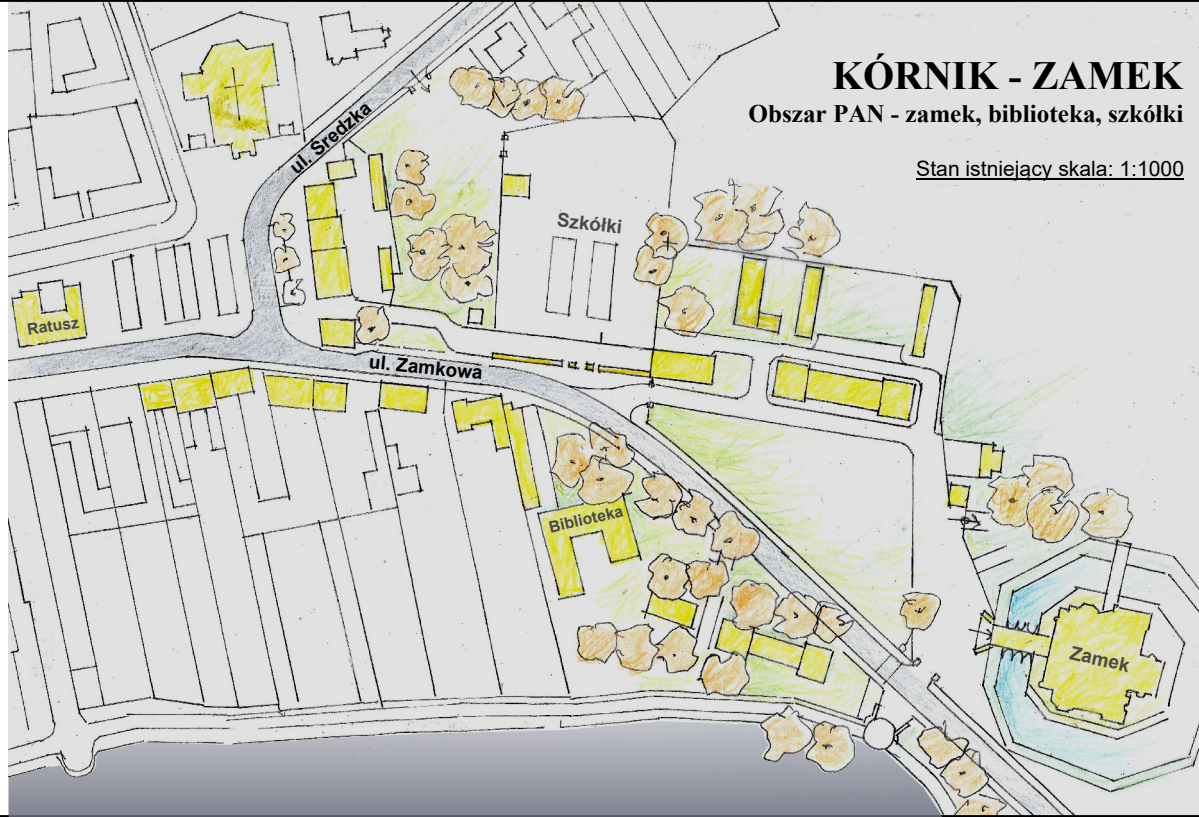 KÓRNIK - ZAMEK
Obszar PAN - zamek, biblioteka, szkółki
Stan istniejący skala: 1:1000
ul. Średzka
Szkółki
Ratusz
ul. Zamkowa
Biblioteka
Zamek